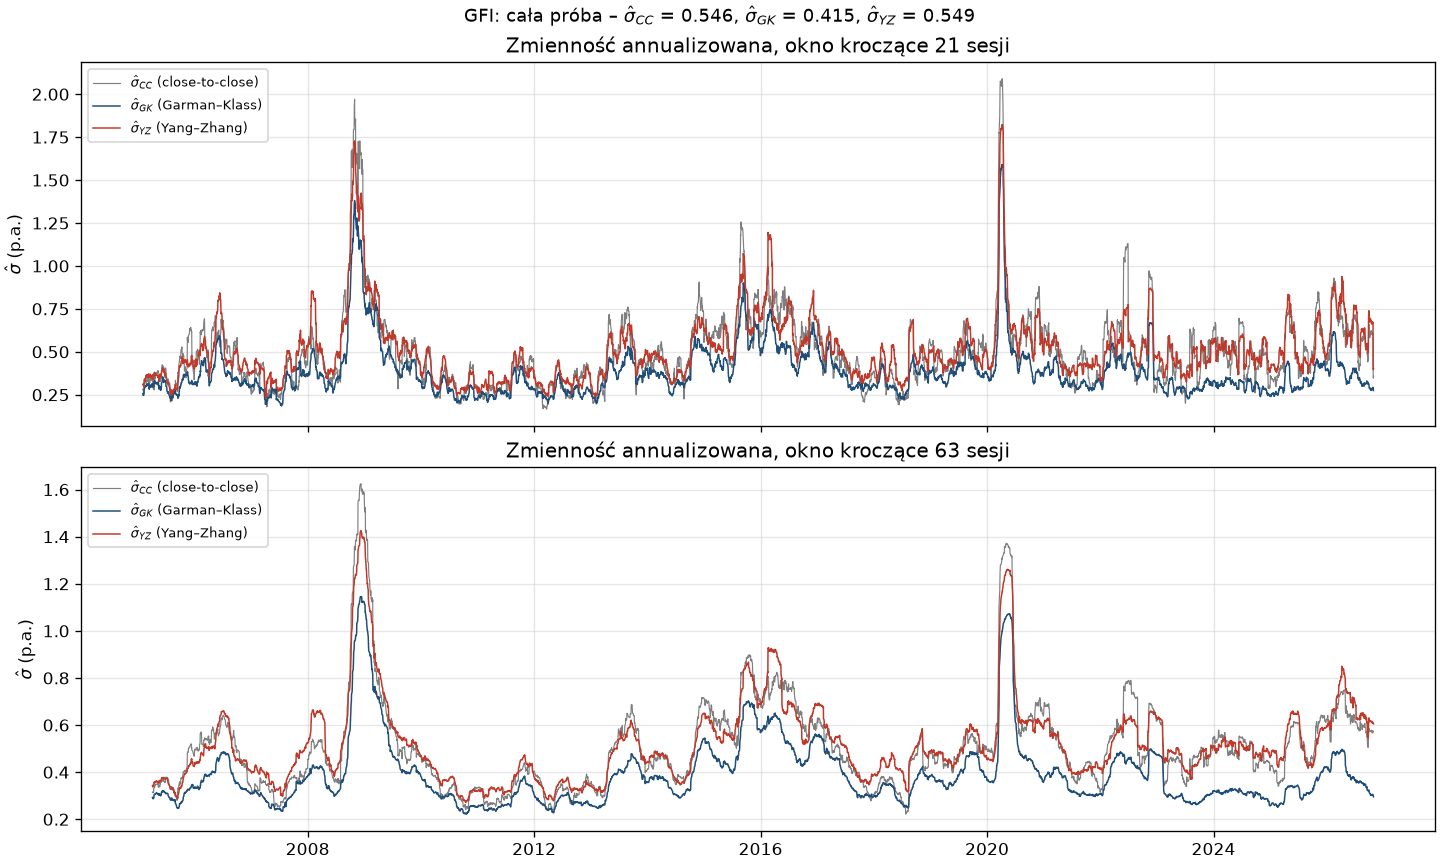 GFI: cała próba – σ̂CC = 0.546, σ̂GK = 0.415, σ̂YZ = 0.549
Zmienność annualizowana, okno kroczące 21 sesji
σ̂CC (close-to-close)
σ̂GK (Garman–Klass)
σ̂YZ (Yang–Zhang)
σ̂ (p.a.)
2.00
1.75
1.50
1.25
1.00
0.75
0.50
0.25
Zmienność annualizowana, okno kroczące 63 sesji
σ̂CC (close-to-close)
σ̂GK (Garman–Klass)
σ̂YZ (Yang–Zhang)
σ̂ (p.a.)
1.6
1.4
1.2
1.0
0.8
0.6
0.4
0.2
2008 2012 2016 2020 2024